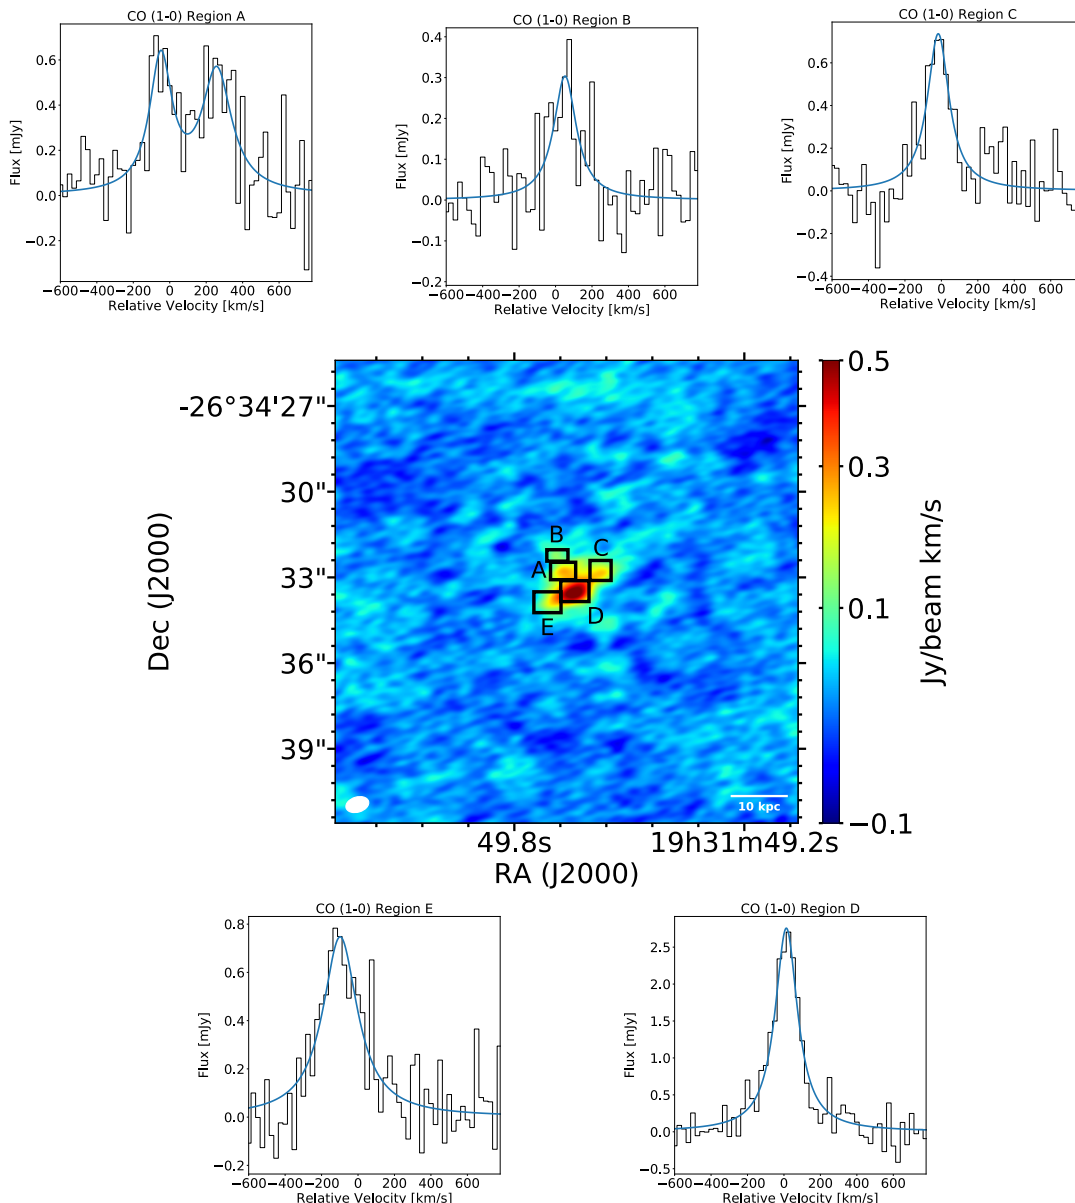 CO (1-0) Region A
Flux [mJy]
0.6
0.4
0.2
0.0
−0.2
−600−400−200 0 200 400 600
Relative Velocity [km/s]
CO (1-0) Region B
Flux [mJy]
0.4
0.3
0.2
0.1
0.0
−0.1
−0.2
−600−400−200 0 200 400 600
Relative Velocity [km/s]
CO (1-0) Region C
Flux [mJy]
0.6
0.4
0.2
0.0
−0.2
−0.4
−600−400−200 0 200 400 600
Relative Velocity [km/s]
Dec (J2000)
-26°34'27"
30"
33"
36"
39"
B
C
A
D
E
10 kpc
49.8s 19h31m49.2s
RA (J2000)
0.5
0.3
0.1
−0.1
Jy/beam km/s
CO (1-0) Region E
Flux [mJy]
0.8
0.6
0.4
0.2
0.0
−0.2
−600−400−200 0 200 400 600
Relative Velocity [km/s]
CO (1-0) Region D
Flux [mJy]
2.5
2.0
1.5
1.0
0.5
0.0
−0.5
−600−400−200 0 200 400 600
Relative Velocity [km/s]